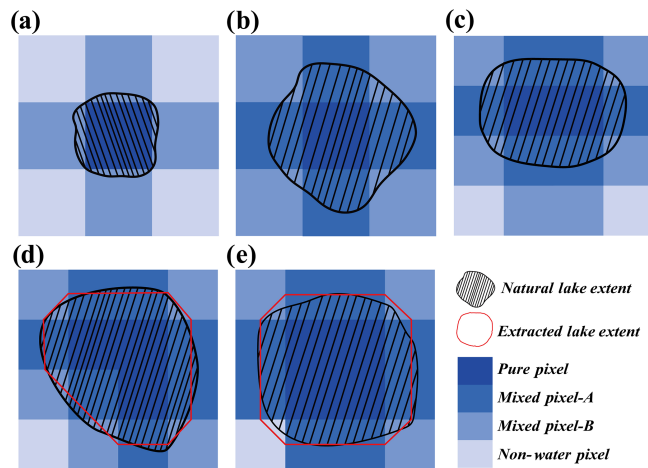 (a)
(b)
(c)
(d)
(e)
Natural lake extent
Extracted lake extent
Pure pixel
Mixed pixel-A
Mixed pixel-B
Non-water pixel